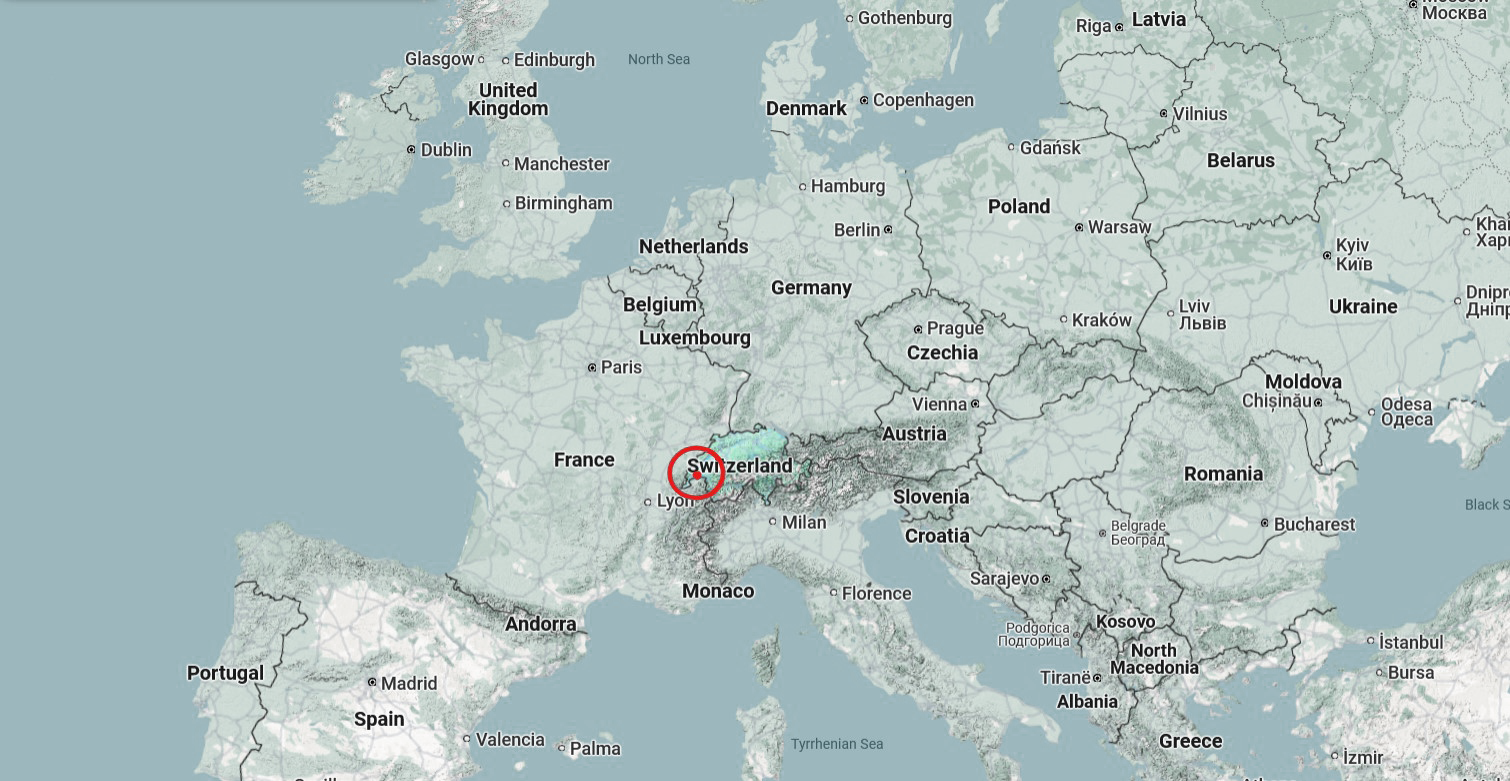 Gothenburg
Москва
Riga
Latvia
Glasgow
Edinburgh
North Sea
United
Kingdom
Denmark
Copenhagen
Vilnius
Dublin
Gdańsk
Manchester
Belarus
Hamburg
Birmingham
Poland
Berlin
Warsaw
Netherlands
Kyiv
Київ
Germany
Belgium
Ukraine
Lviv
Львів
Kraków
Prague
Luxembourg
Czechia
Paris
Moldova
Chișinău
Vienna
Odesa
Одеса
Austria
France
Switzerland
Romania
Slovenia
Lyon
Milan
Bucharest
Belgrade
Београд
Croatia
Sarajevo
Monaco
Florence
Andorra
Kosovo
Podgorica
Подгорица
İstanbul
North
Macedonia
Portugal
Bursa
Tiranë
Madrid
Albania
Spain
Valencia
Palma
Tyrrhenian Sea
Greece
İzmir